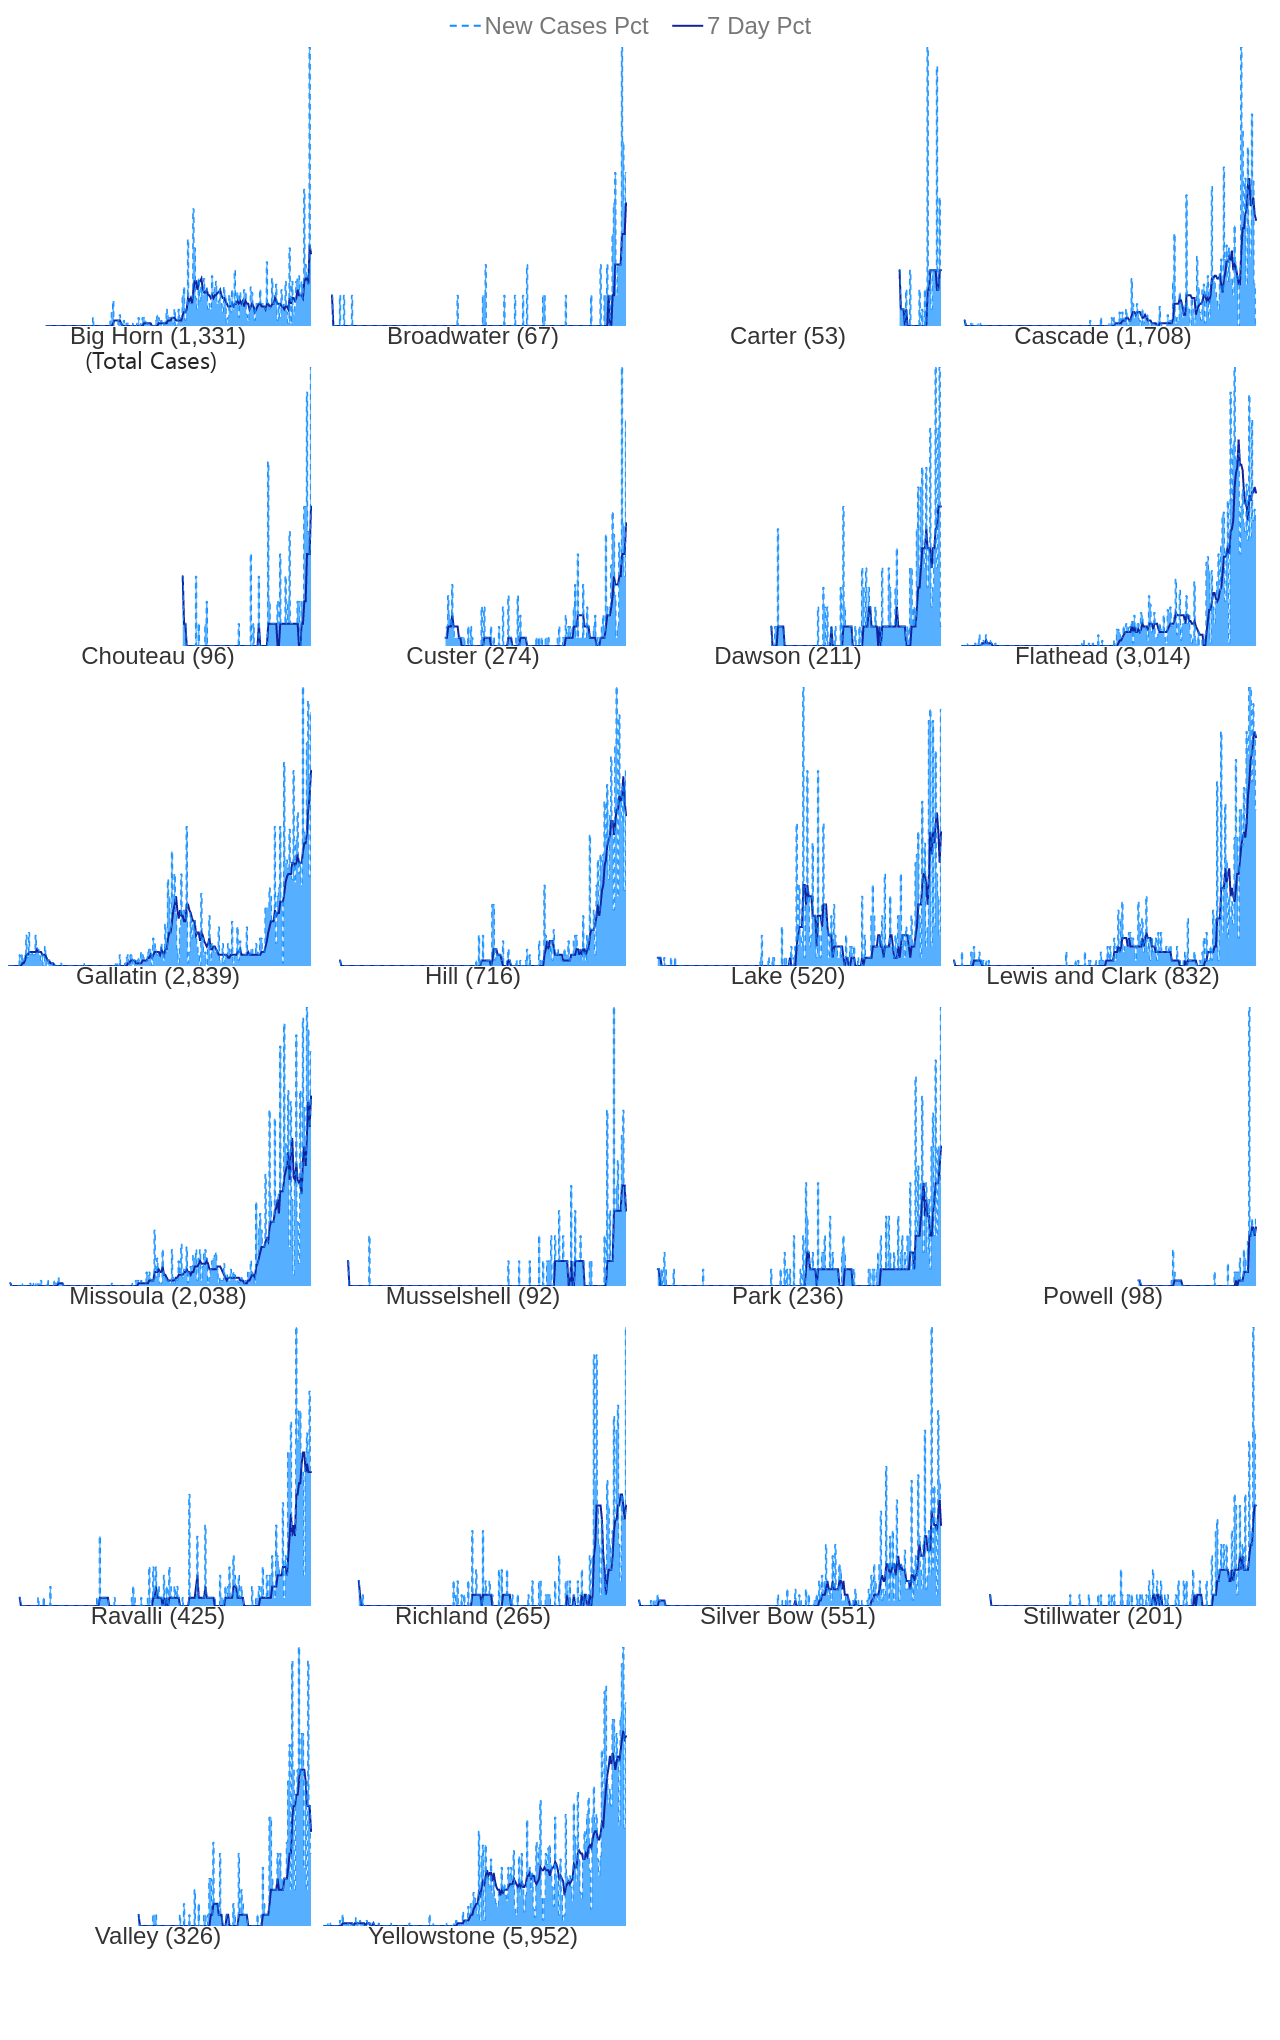 New Cases Pct 7 Day Pct
Big Horn (1,331) Broadwater (67) Carter (53) Cascade (1,708)
(Total Cases)
Chouteau (96) Custer (274) Dawson (211) Flathead (3,014)
Gallatin (2,839) Hill (716) Lake (520) Lewis and Clark (832)
Missoula (2,038) Musselshell (92) Park (236) Powell (98)
Ravalli (425) Richland (265) Silver Bow (551) Stillwater (201)
Valley (326) Yellowstone (5,952)